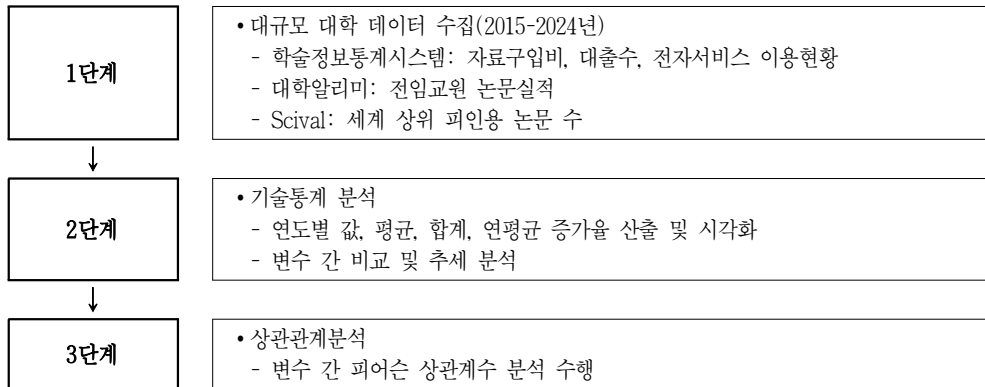 1단계
• 대규모 대학 데이터 수집(2015-2024년)
- 학술정보통계시스템: 자료구입비, 대출수, 전자서비스 이용현황
- 대학알리미: 전임교원 논문실적
- Scival: 세계 상위 피인용 논문 수
↓
2단계
• 기술통계 분석
- 연도별 값, 평균, 합계, 연평균 증가율 산출 및 시각화
- 변수 간 비교 및 추세 분석
↓
3단계
• 상관관계분석
- 변수 간 피어슨 상관계수 분석 수행